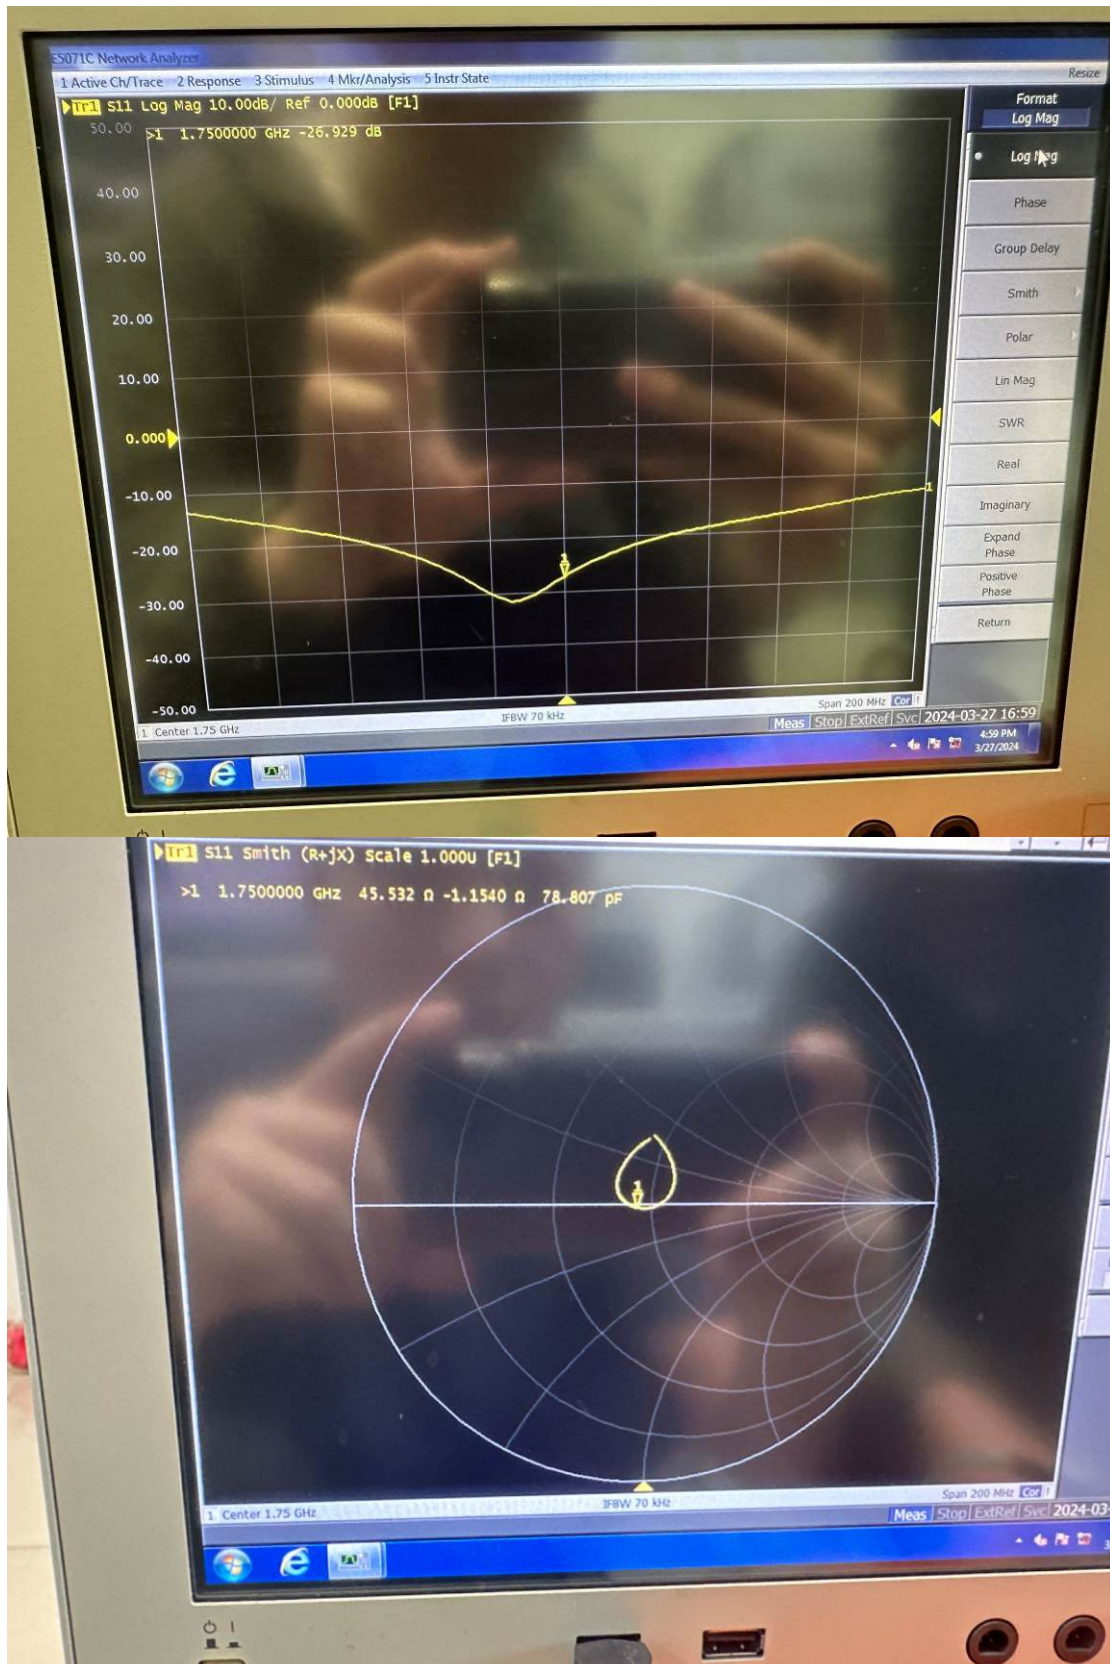 E5071C Network Analyzer
1 Active Ch/Trace 2 Response 3 Stimulus 4 Mkr/Analysis 5 Instr State
Resize
Tr1 S11 Log Mag 10.00dB/ Ref 0.000dB [F1]
>1 1.7500000 GHz -26.929 dB
50.00
40.00
30.00
20.00
10.00
0.000
-10.00
-20.00
-30.00
-40.00
-50.00
1
1
Format
Log Mag
Log Mag
Phase
Group Delay
Smith
Polar
Lin Mag
SWR
Real
Imaginary
Expand
Phase
Positive
Phase
Return
1 Center 1.75 GHz
IFBW 70 kHz
Span 200 MHz Cor !
Meas Stop ExtRef Svc 2024-03-27 16:59
4:59 PM
3/27/2024
Tr1 S11 Smith (R+jX) Scale 1.000U [F1]
>1 1.7500000 GHz 45.532 Ω -1.1540 Ω 78.807 pF
1
1 Center 1.75 GHz
IFBW 70 kHz
Span 200 MHz Cor !
Meas Stop ExtRef Svc 2024-03-